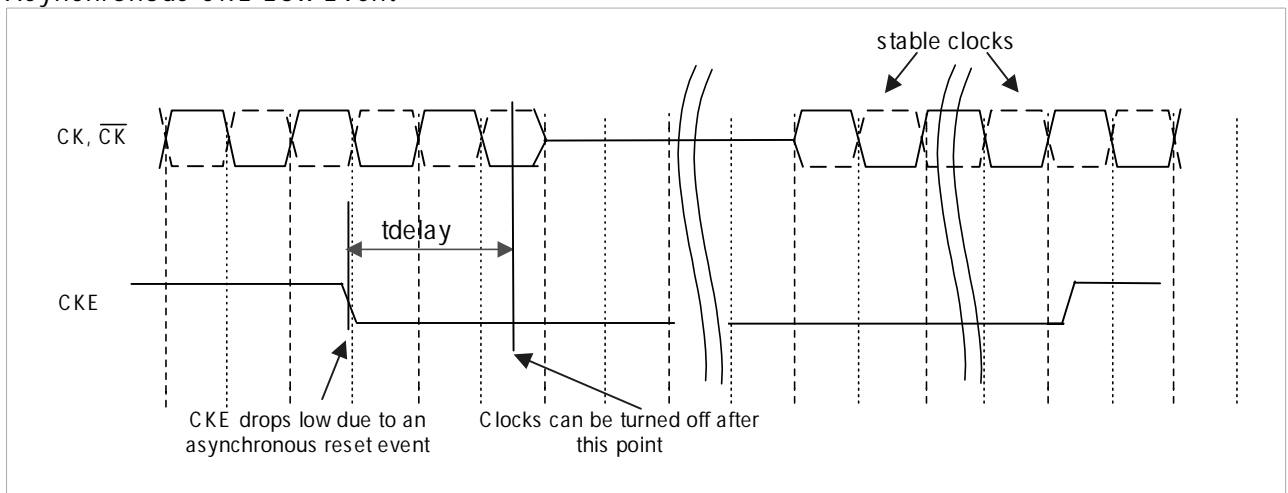 Asynchronous CKE Low Event
stable clocks
CK, C̅K̅
tdelay
CKE
CKE drops low due to an
asynchronous reset event
Clocks can be turned off after
this point